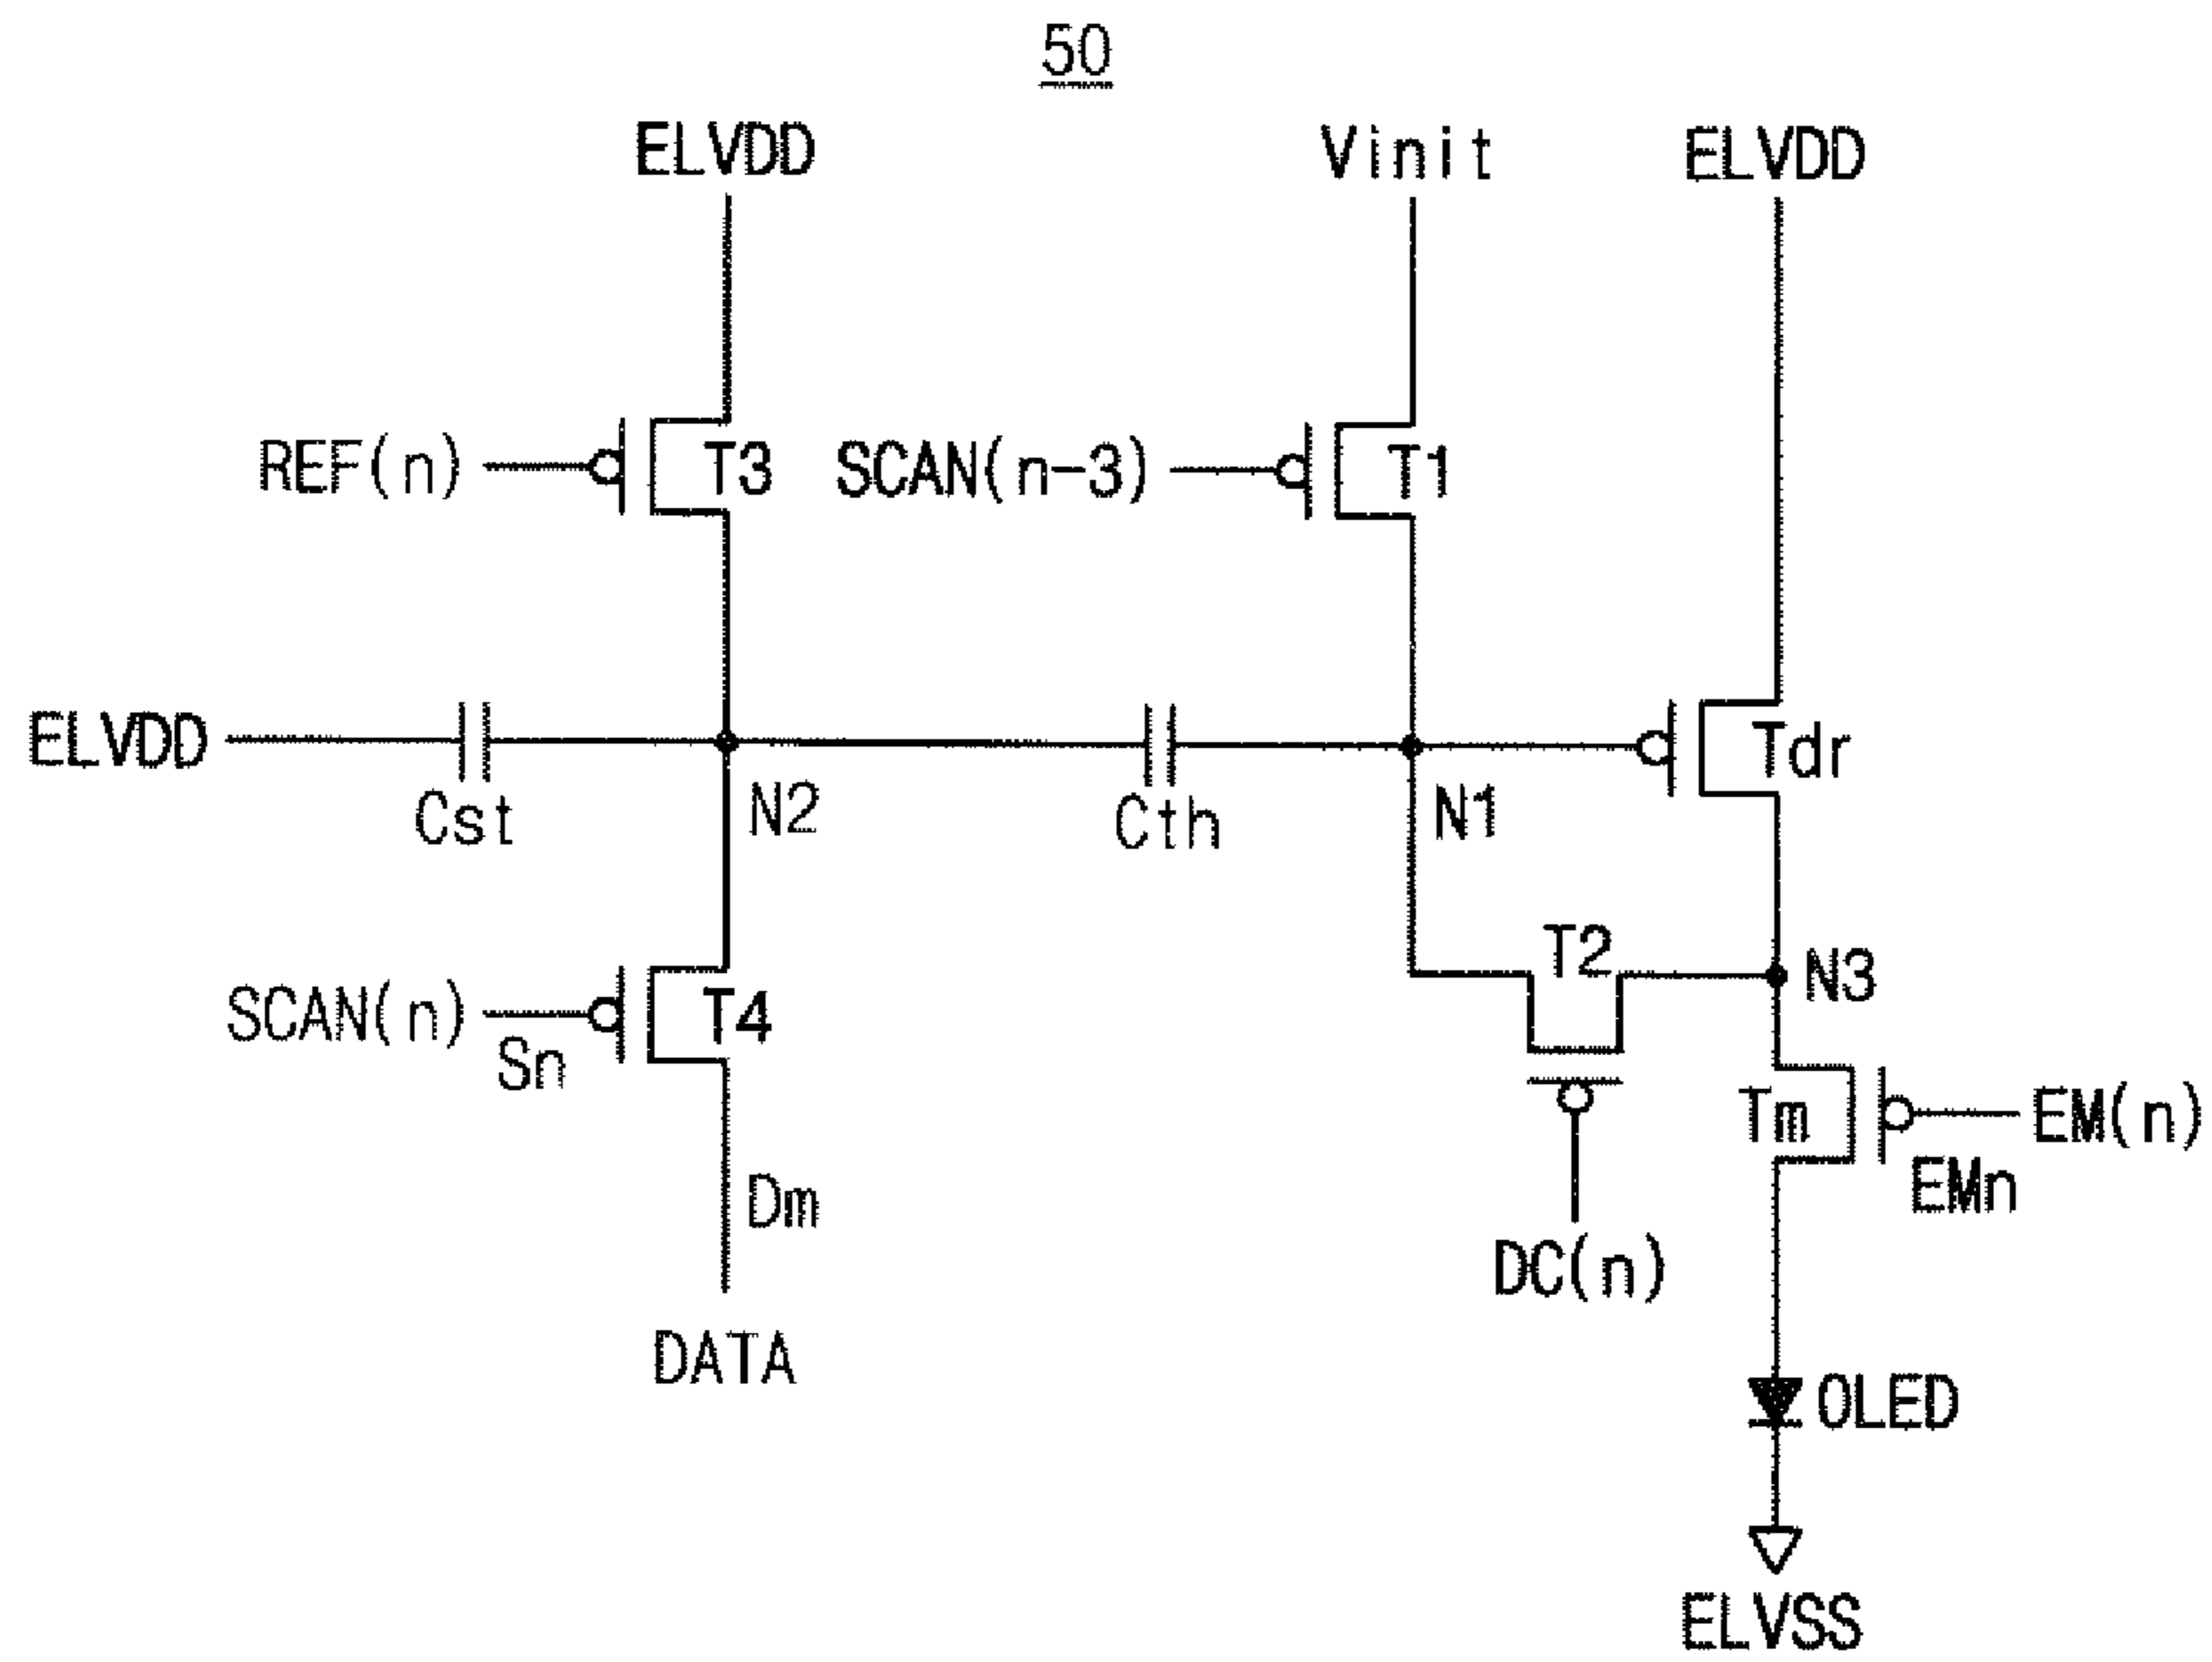 50
ELVDD
Vinit
ELVDD
REF(n)
T3
SCAN(n-3)
T1
ELVDD
Cst
N2
Cth
N1
Tdr
SCAN(n)
Sn
T4
T2
N3
Tm
EM(n)
EMn
Dm
DC(n)
DATA
OLED
ELVSS